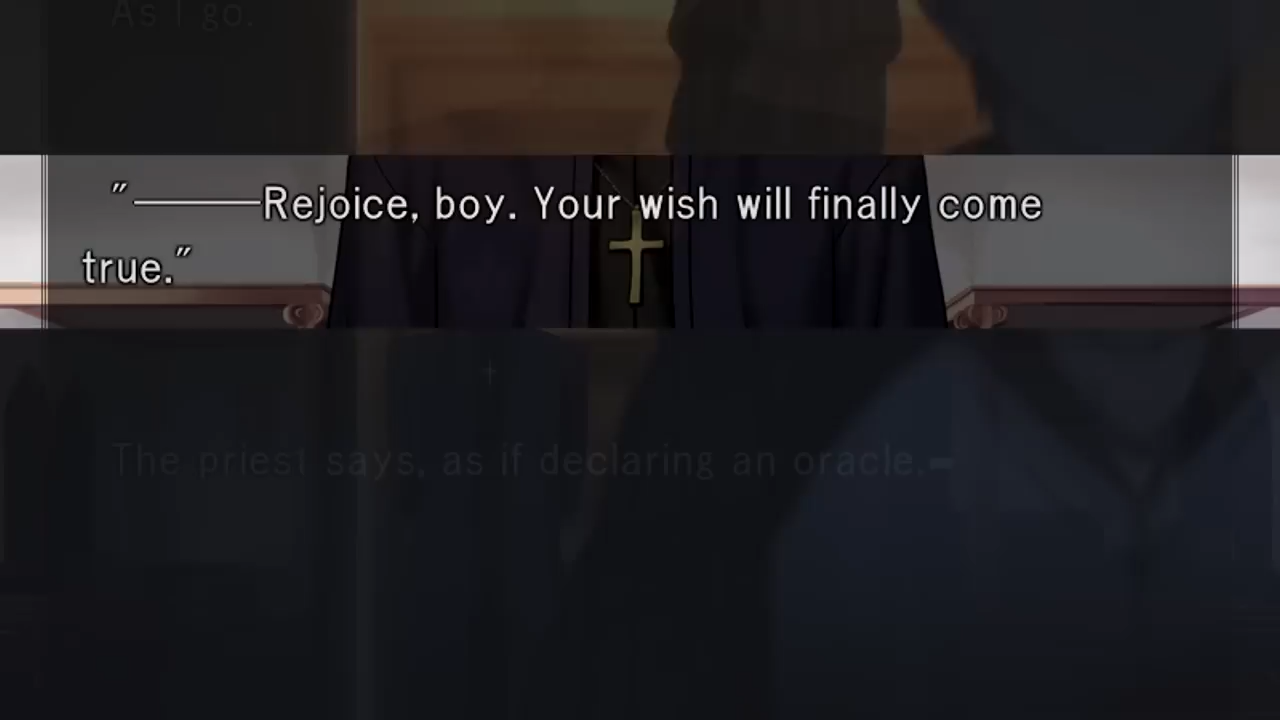 As I go.
"———Rejoice, boy. Your wish will finally come
true."
The priest says, as if declaring an oracle.